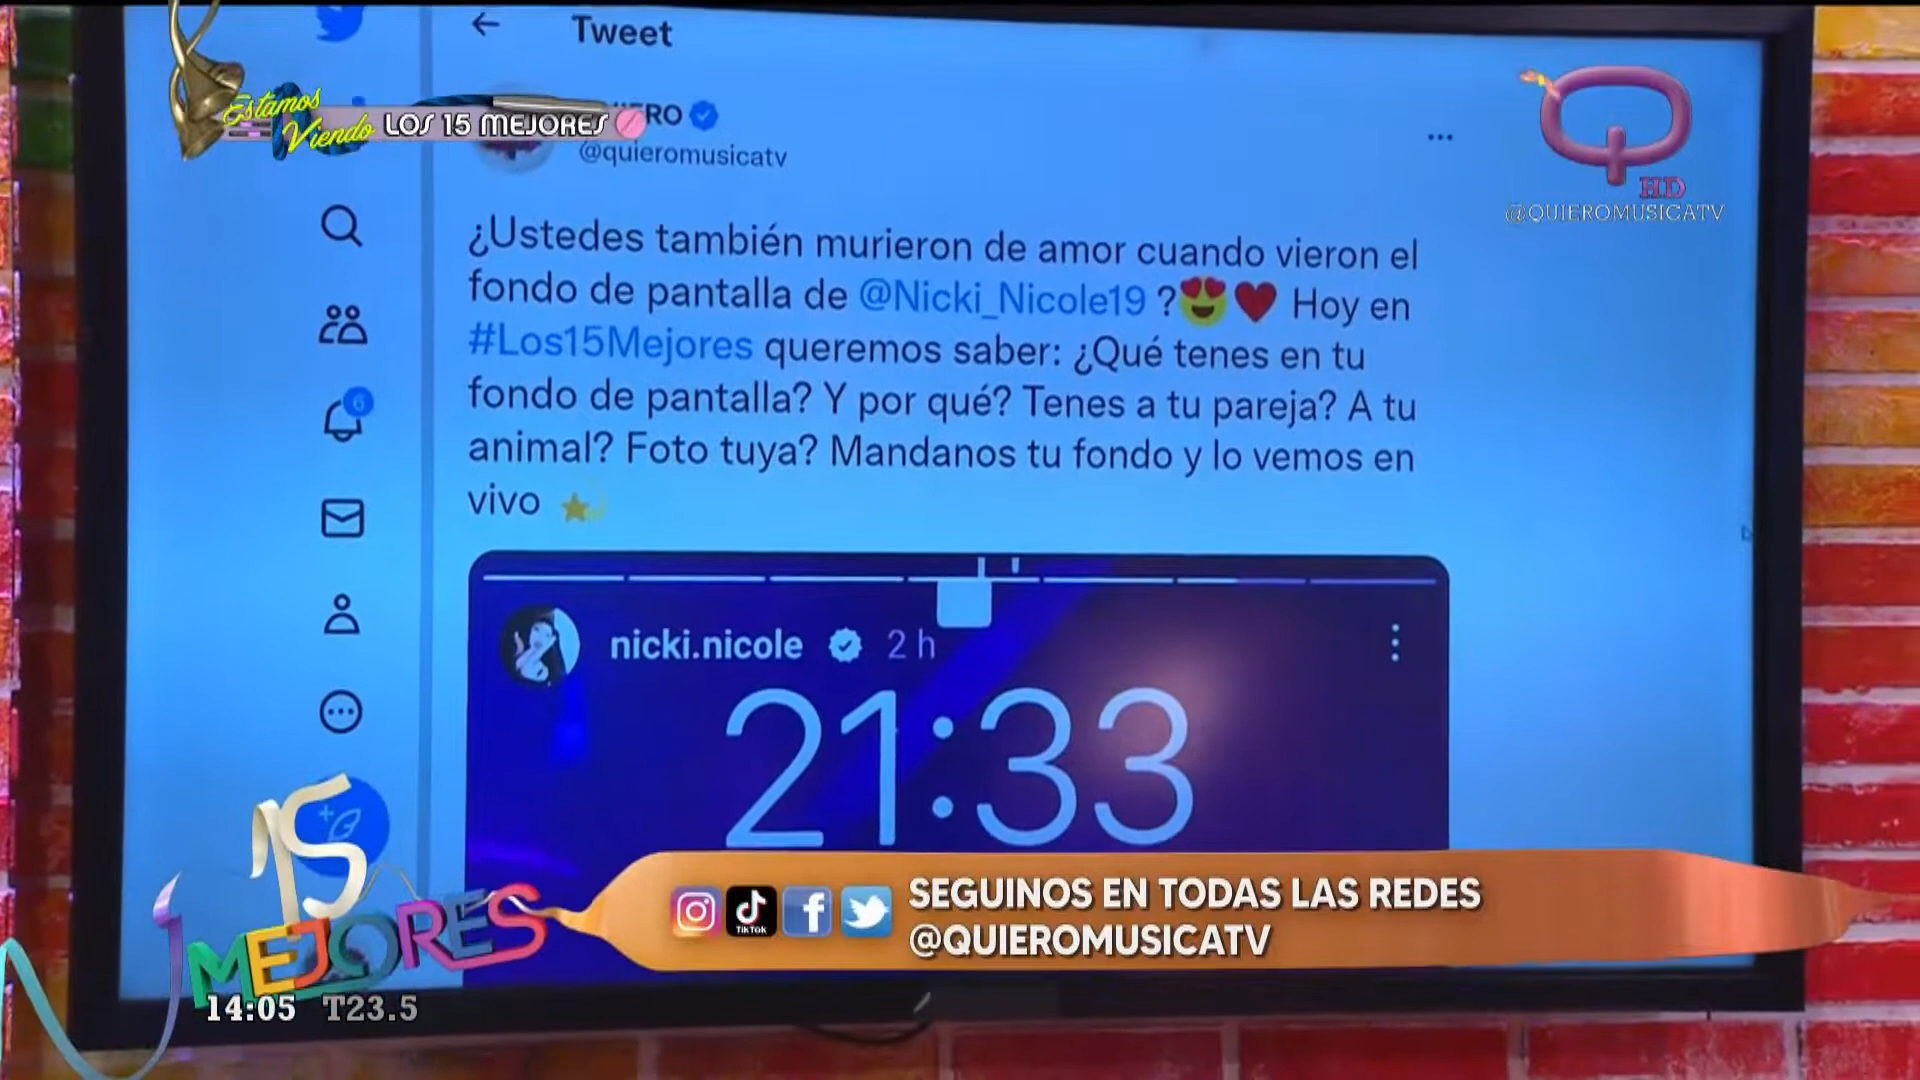 Tweet
Estamos
Viendo
LOS 15 MEJORES
RO
@quieromusicatv
Q
HD
@QUIEROMUSICATV
¿Ustedes también murieron de amor cuando vieron el
fondo de pantalla de @Nicki_Nicole19 ?😍❤️ Hoy en
#Los15Mejores queremos saber: ¿Qué tenes en tu
fondo de pantalla? Y por qué? Tenes a tu pareja? A tu
animal? Foto tuya? Mandanos tu fondo y lo vemos en
vivo 💫
6
nicki.nicole 2 h
21:33
15
MEJORES
TikTok
SEGUINOS EN TODAS LAS REDES
@QUIEROMUSICATV
14:05 T23.5